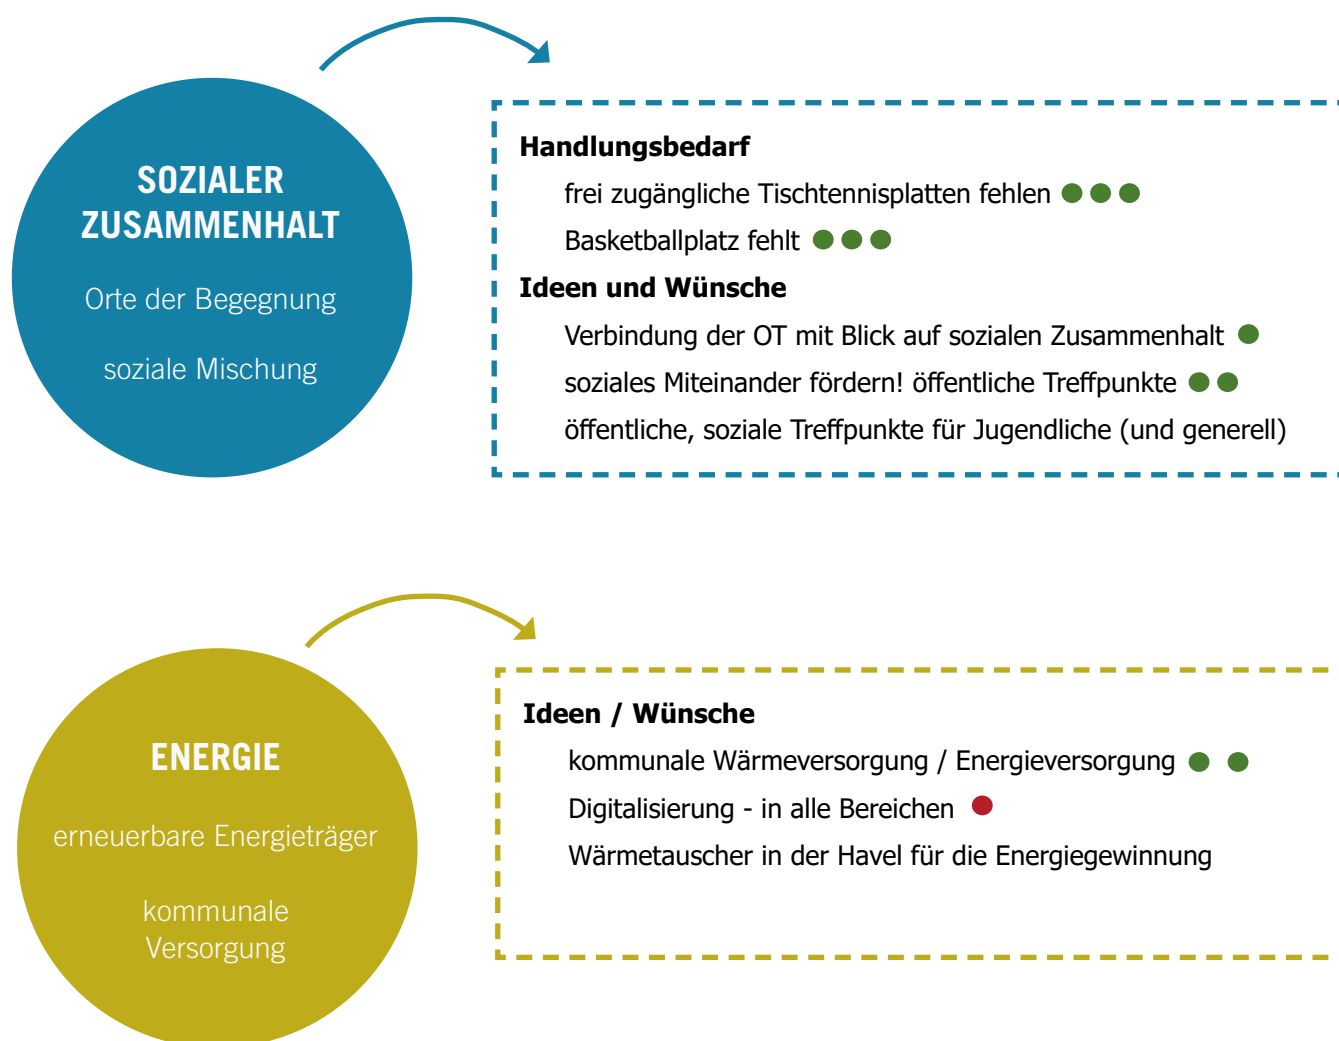 SOZIALER
ZUSAMMENHALT
Orte der Begegnung
soziale Mischung
Handlungsbedarf
frei zugängliche Tischtennisplatten fehlen
Basketballplatz fehlt
Ideen und Wünsche
Verbindung der OT mit Blick auf sozialen Zusammenhalt
soziales Miteinander fördern! öffentliche Treffpunkte
öffentliche, soziale Treffpunkte für Jugendliche (und generell)
ENERGIE
erneuerbare Energieträger
kommunale
Versorgung
Ideen / Wünsche
kommunale Wärmeversorgung / Energieversorgung
Digitalisierung - in alle Bereichen
Wärmetauscher in der Havel für die Energiegewinnung